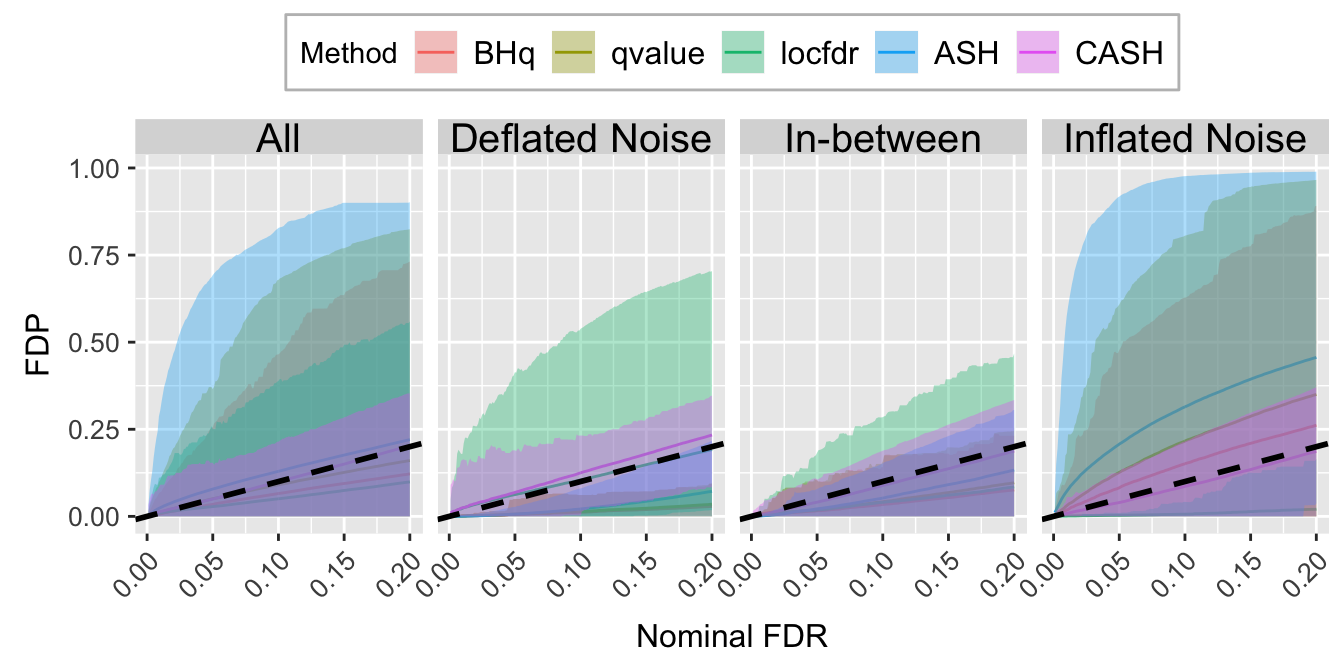 Method BHq qvalue locfdr ASH CASH
All Deflated Noise In-between Inflated Noise
1.00
0.75
0.50
0.25
0.00
FDP
0.00 0.05 0.10 0.15 0.20 0.00 0.05 0.10 0.15 0.20 0.00 0.05 0.10 0.15 0.20 0.00 0.05 0.10 0.15 0.20
Nominal FDR